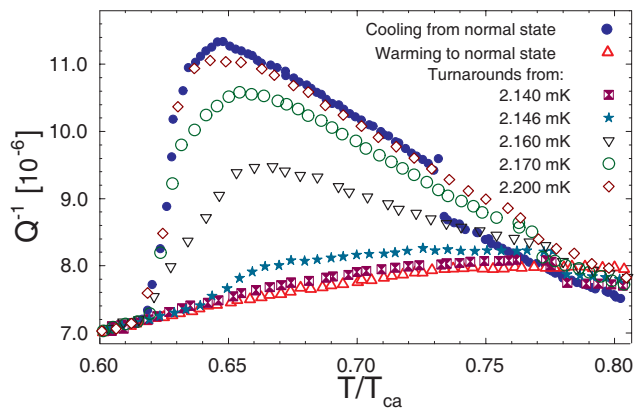 Cooling from normal state
Warming to normal state
Turnarounds from:
2.140 mK
2.146 mK
2.160 mK
2.170 mK
2.200 mK
Q⁻¹ [10⁻⁶]
11.0
10.0
9.0
8.0
7.0
0.60 0.65 0.70 0.75 0.80
T/T_ca